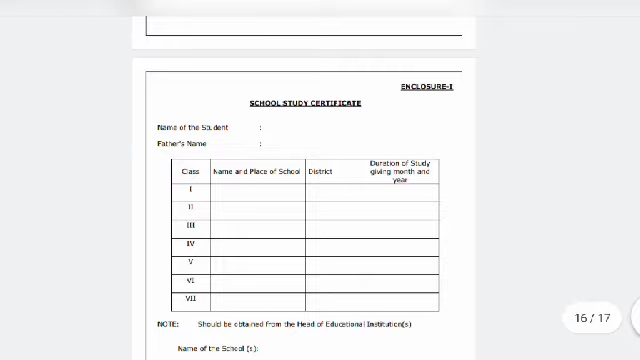 ENCLOSURE-I
SCHOOL STUDY CERTIFICATE
Name of the Student :
Father's Name :
Class Name and Place of School District Duration of Study giving month and year
I
II
III
IV
V
VI
VII
NOTE: Should be obtained from the Head of Educational Institution(s)
Name of the School (s):
16 / 17